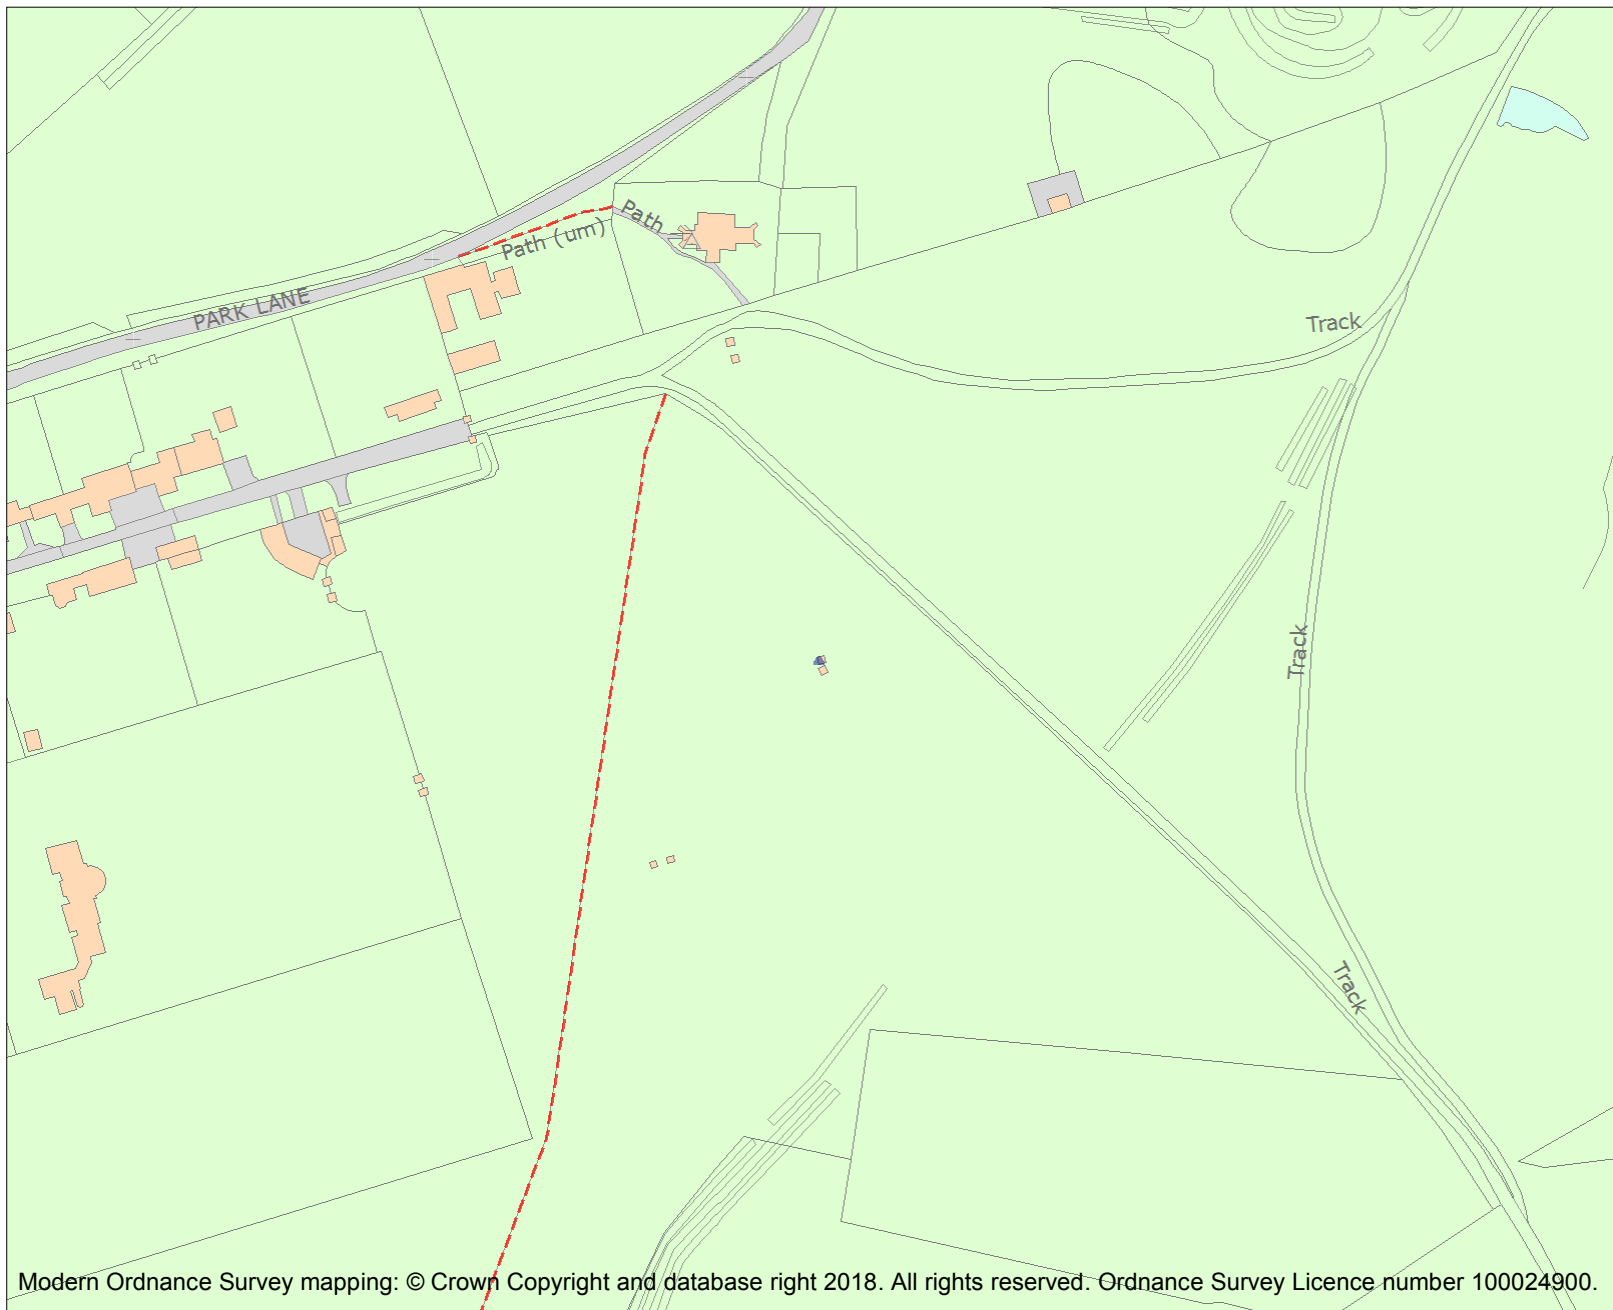 Path
Path (um)
PARK LANE
Track
Track
Track
Modern Ordnance Survey mapping: © Crown Copyright and database right 2018. All rights reserved. Ordnance Survey Licence number 100024900.